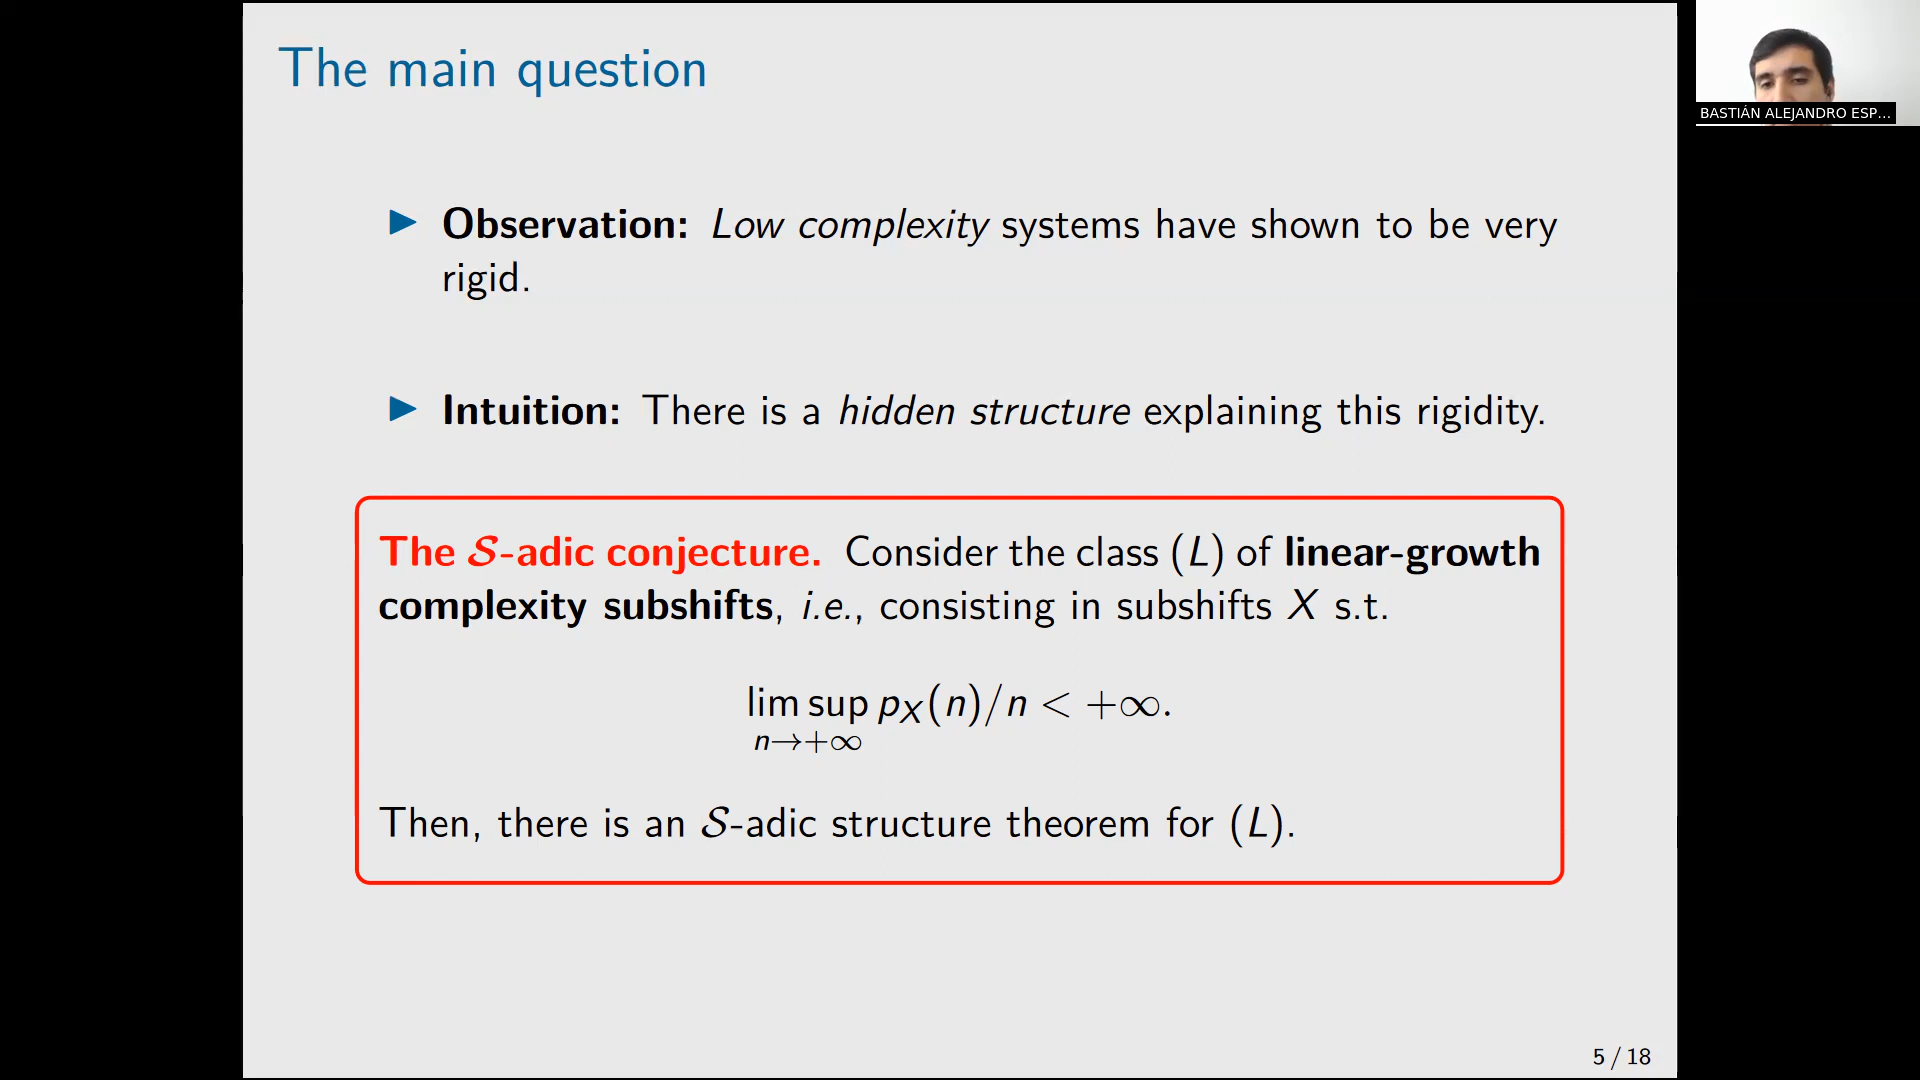 The main question
BASTIÁN ALEJANDRO ESP...
▶ Observation: Low complexity systems have shown to be very
rigid.
▶ Intuition: There is a hidden structure explaining this rigidity.
The 𝒮-adic conjecture. Consider the class (L) of linear-growth
complexity subshifts, i.e., consisting in subshifts X s.t.
lim sup p_X(n)/n < +∞.
n→+∞
Then, there is an 𝒮-adic structure theorem for (L).
5 / 18